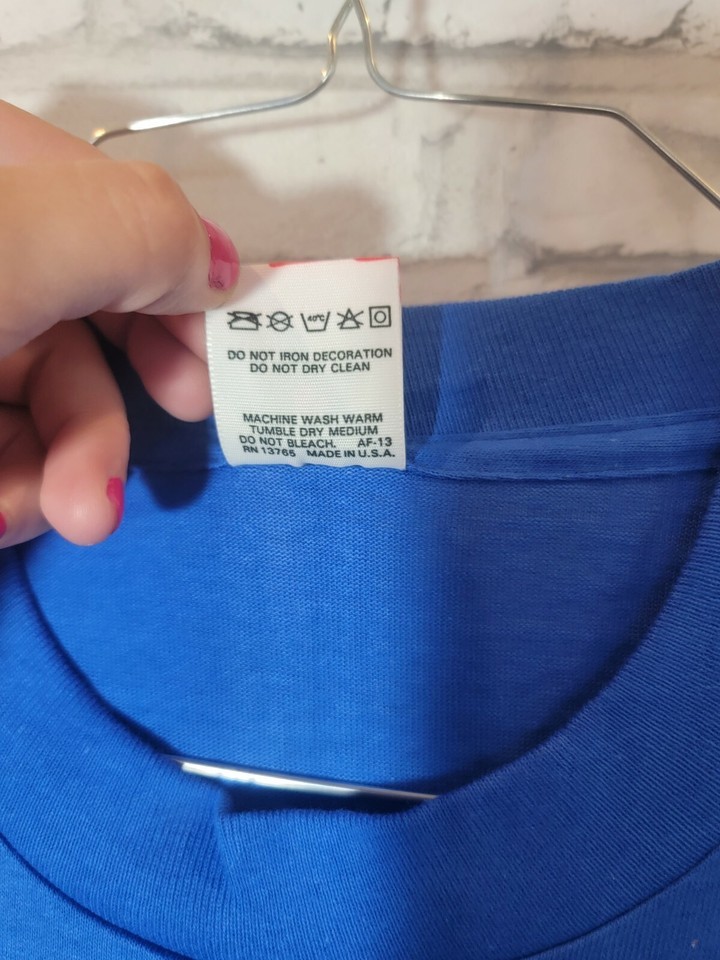 40°C
DO NOT IRON DECORATION
DO NOT DRY CLEAN
MACHINE WASH WARM
TUMBLE DRY MEDIUM
DO NOT BLEACH. AF-13
RN 13765 MADE IN U.S.A.